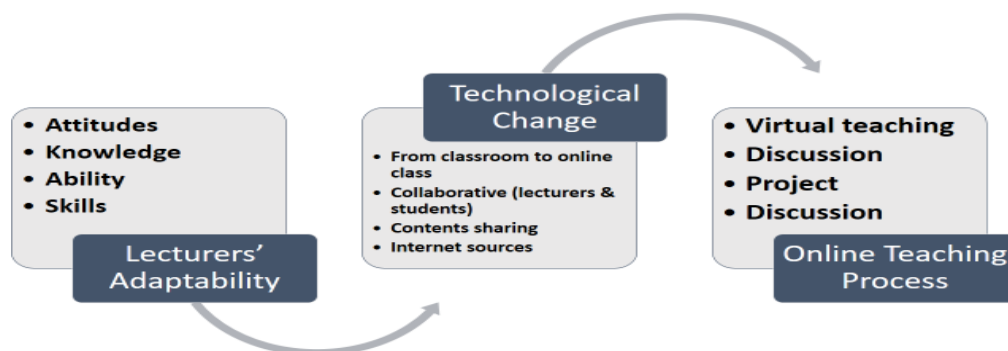 • Attitudes
• Knowledge
• Ability
• Skills
Lecturers’
Adaptability
Technological
Change
• From classroom to online
class
• Collaborative (lecturers &
students)
• Contents sharing
• Internet sources
• Virtual teaching
• Discussion
• Project
• Discussion
Online Teaching
Process